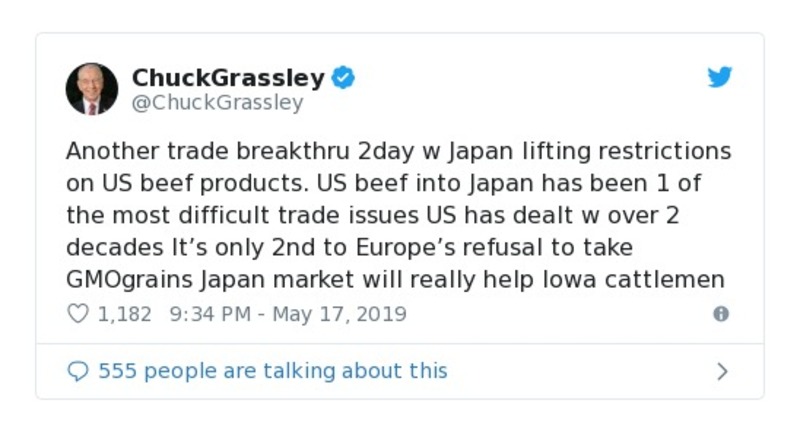 ChuckGrassley
@ChuckGrassley
Another trade breakthru 2day w Japan lifting restrictions
on US beef products. US beef into Japan has been 1 of
the most difficult trade issues US has dealt w over 2
decades It’s only 2nd to Europe’s refusal to take
GMOgrains Japan market will really help Iowa cattlemen
1,182 9:34 PM - May 17, 2019
555 people are talking about this